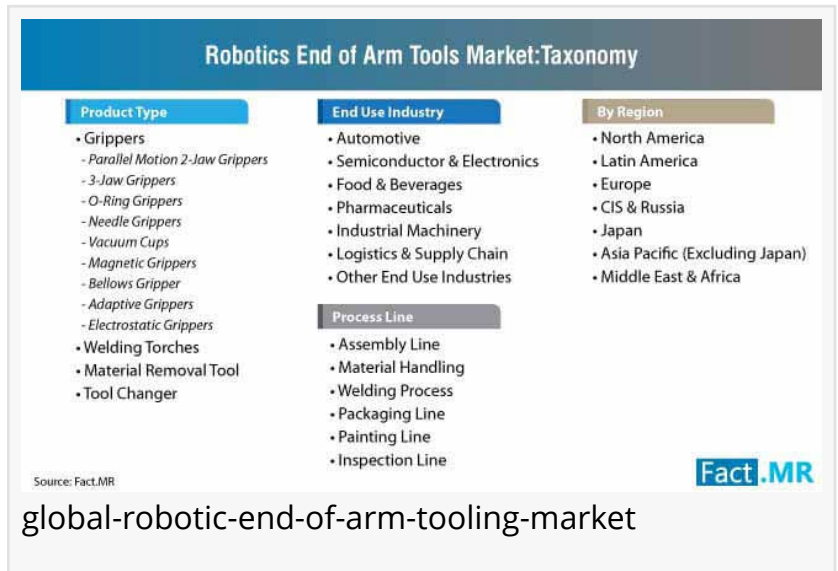 Robotics End of Arm Tools Market:Taxonomy
Product Type
• Grippers
- Parallel Motion 2-Jaw Grippers
- 3-Jaw Grippers
- O-Ring Grippers
- Needle Grippers
- Vacuum Cups
- Magnetic Grippers
- Bellows Gripper
- Adaptive Grippers
- Electrostatic Grippers
• Welding Torches
• Material Removal Tool
• Tool Changer
End Use Industry
• Automotive
• Semiconductor & Electronics
• Food & Beverages
• Pharmaceuticals
• Industrial Machinery
• Logistics & Supply Chain
• Other End Use Industries
Process Line
• Assembly Line
• Material Handling
• Welding Process
• Packaging Line
• Painting Line
• Inspection Line
By Region
• North America
• Latin America
• Europe
• CIS & Russia
• Japan
• Asia Pacific (Excluding Japan)
• Middle East & Africa
Source: Fact.MR
Fact.MR
global-robotic-end-of-arm-tooling-market